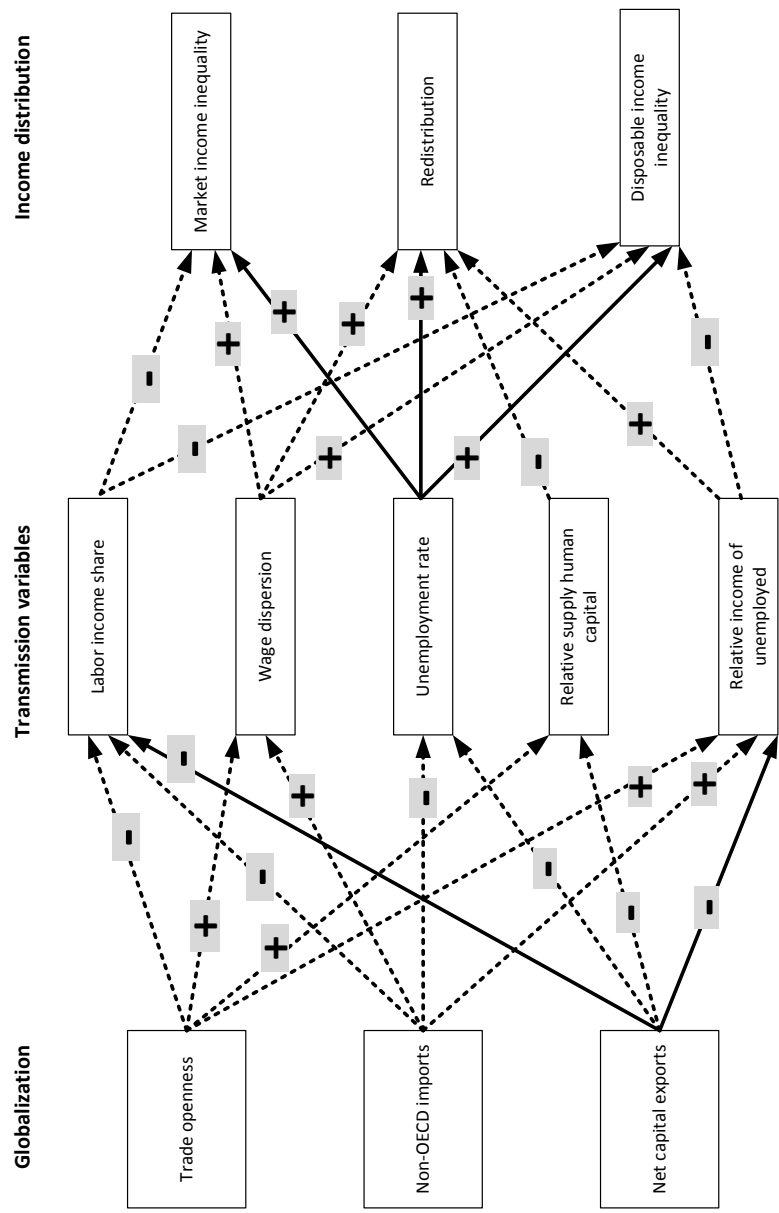 Globalization
Transmission variables
Income distribution
Trade openness
Non-OECD imports
Net capital exports
Labor income share
Wage dispersion
Unemployment rate
Relative supply human
capital
Relative income of
unemployed
Market income inequality
Redistribution
Disposable income
inequality
-
+
-
+
-
+
-
+
-
+
+
-
-
-
-
+
-
+
+
+
+
+
-
+
-